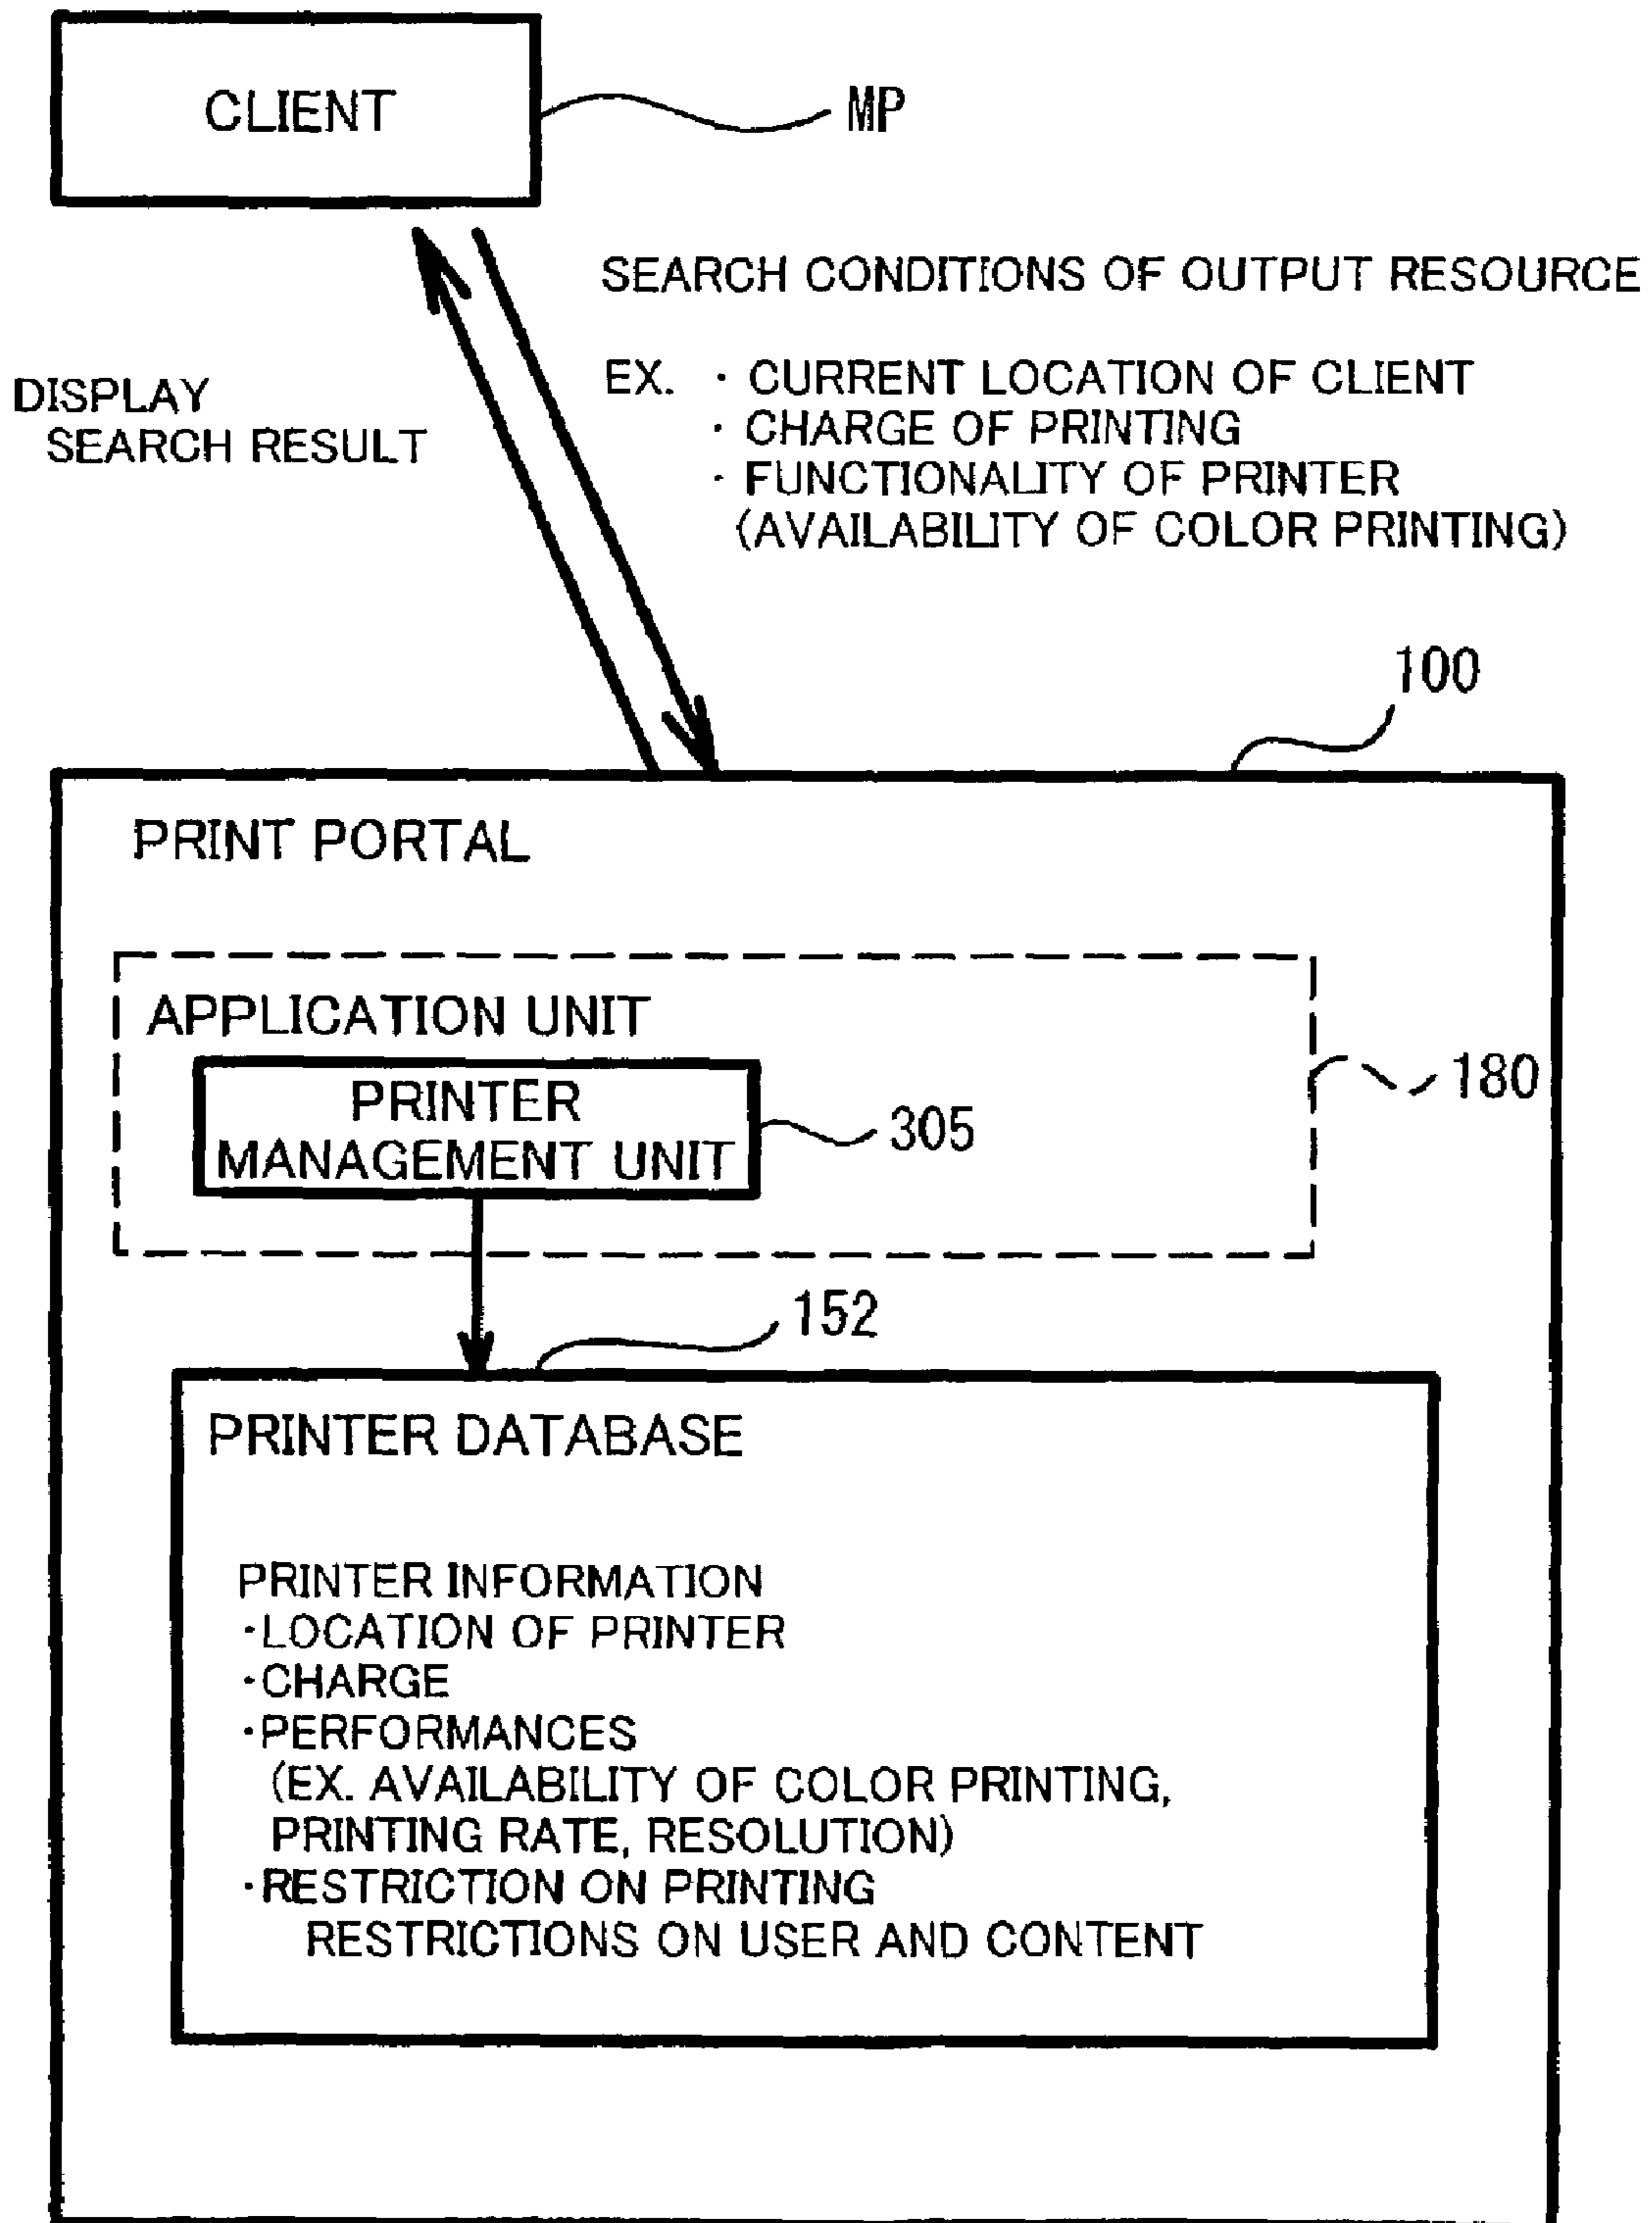 CLIENT
MP
SEARCH CONDITIONS OF OUTPUT RESOURCE
EX. ・CURRENT LOCATION OF CLIENT
・CHARGE OF PRINTING
・FUNCTIONALITY OF PRINTER
(AVAILABILITY OF COLOR PRINTING)
DISPLAY
SEARCH RESULT
100
PRINT PORTAL
APPLICATION UNIT
PRINTER
MANAGEMENT UNIT
305
180
152
PRINTER DATABASE
PRINTER INFORMATION
・LOCATION OF PRINTER
・CHARGE
・PERFORMANCES
(EX. AVAILABILITY OF COLOR PRINTING,
PRINTING RATE, RESOLUTION)
・RESTRICTION ON PRINTING
RESTRICTIONS ON USER AND CONTENT